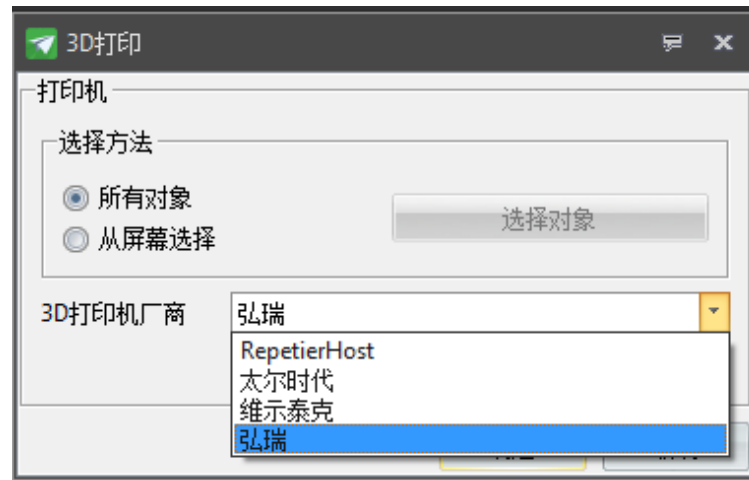 3D打印
打印机
选择方法
所有对象
选择对象
从屏幕选择
3D打印机厂商
弘瑞
RepetierHost
太尔时代
维示泰克
弘瑞